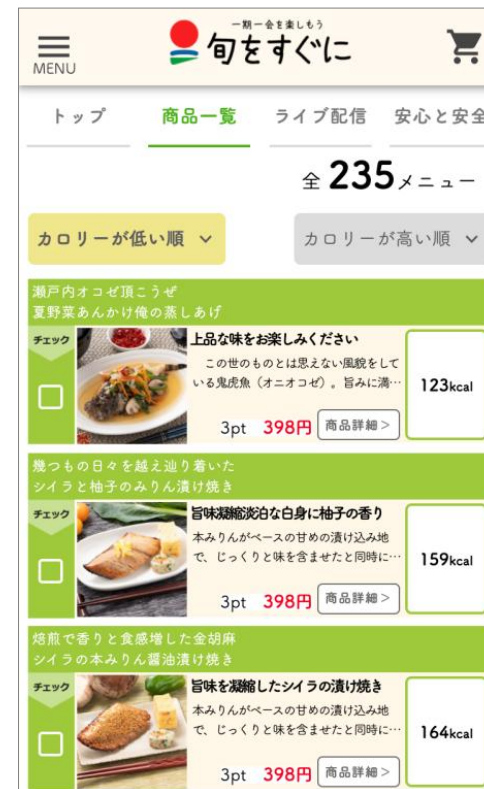 一期一会を楽しもう
旬をすぐに
MENU
トップ 商品一覧 ライブ配信 安心と安全
全 235メニュー
カロリーが低い順 カロリーが高い順
瀬戸内オコゼ頂こうぜ
夏野菜あんかけ俺の蒸しあげ
チェック
上品な味をお楽しみください
この世のものとは思えない風貌をして
いる鬼虎魚（オニオコゼ）。旨みに満…
123kcal
3pt 398円 商品詳細>
幾つもの日々を越え辿り着いた
シイラと柚子のみりん漬け焼き
チェック
旨味凝縮淡泊な白身に柚子の香り
本みりんがベースの甘めの漬け込み地
で、じっくりと味を含ませたと同時に…
159kcal
3pt 398円 商品詳細>
焙煎で香りと食感増した金胡麻
シイラの本みりん醤油漬け焼き
チェック
旨味を凝縮したシイラの漬け焼き
本みりんがベースの甘めの漬け込み地
で、じっくりと味を含ませたと同時に…
164kcal
3pt 398円 商品詳細>